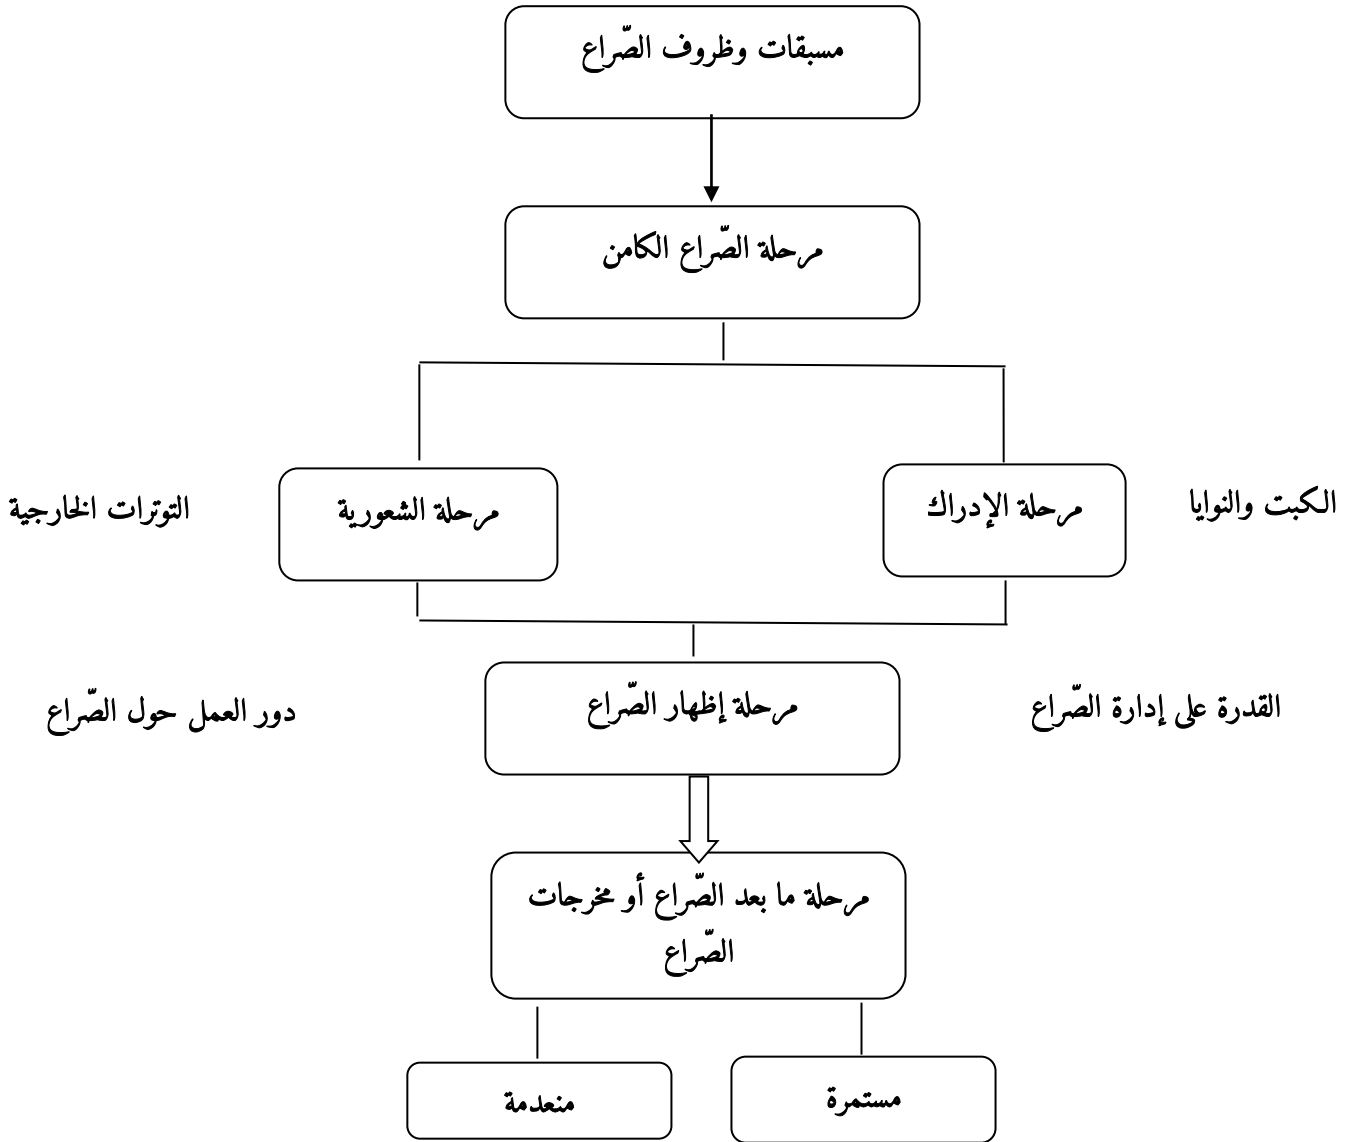 مسبقات وظروف الصّراع
مرحلة الصّراع الكامن
الكبت والنوايا
مرحلة الإدراك
مرحلة الشعورية
التوترات الخارجية
القدرة على إدارة الصّراع
مرحلة إظهار الصّراع
دور العمل حول الصّراع
مرحلة ما بعد الصّراع أو مخرجات
الصّراع
مستمرة
منعدمة